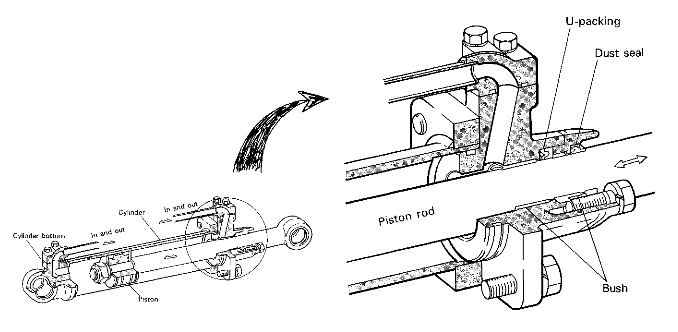 U-packing
Dust seal
In and out
Cylinder
In and out
Cylinder bottom
Piston
Piston rod
Bush